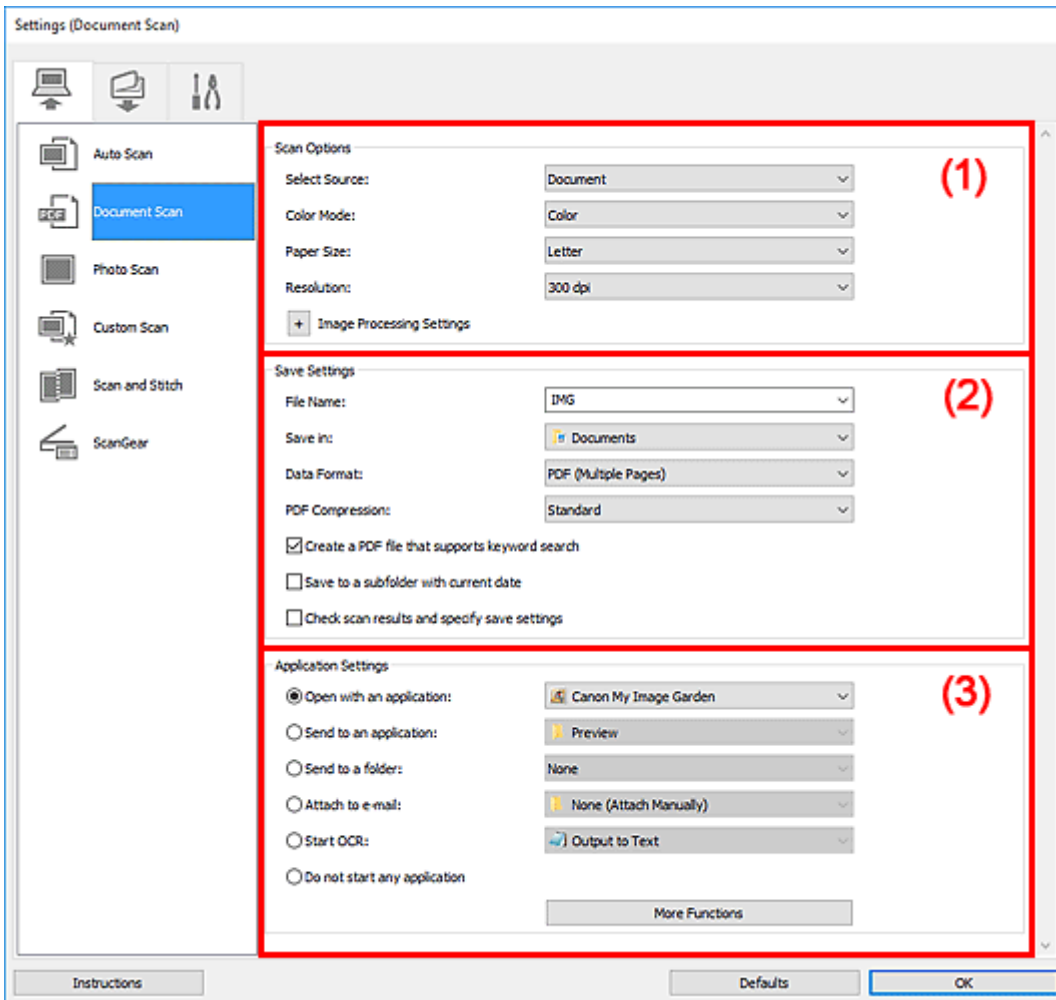 Settings (Document Scan)
Auto Scan
PDF
Document Scan
Photo Scan
Custom Scan
Scan and Stitch
ScanGear
Scan Options
(1)
Select Source: Document
Color Mode: Color
Paper Size: Letter
Resolution: 300 dpi
+ Image Processing Settings
Save Settings
(2)
File Name: IMG
Save in: Documents
Data Format: PDF (Multiple Pages)
PDF Compression: Standard
Create a PDF file that supports keyword search
Save to a subfolder with current date
Check scan results and specify save settings
Application Settings
(3)
Open with an application: Canon My Image Garden
Send to an application: Preview
Send to a folder: None
Attach to e-mail: None (Attach Manually)
Start OCR: Output to Text
Do not start any application
More Functions
Instructions Defaults OK